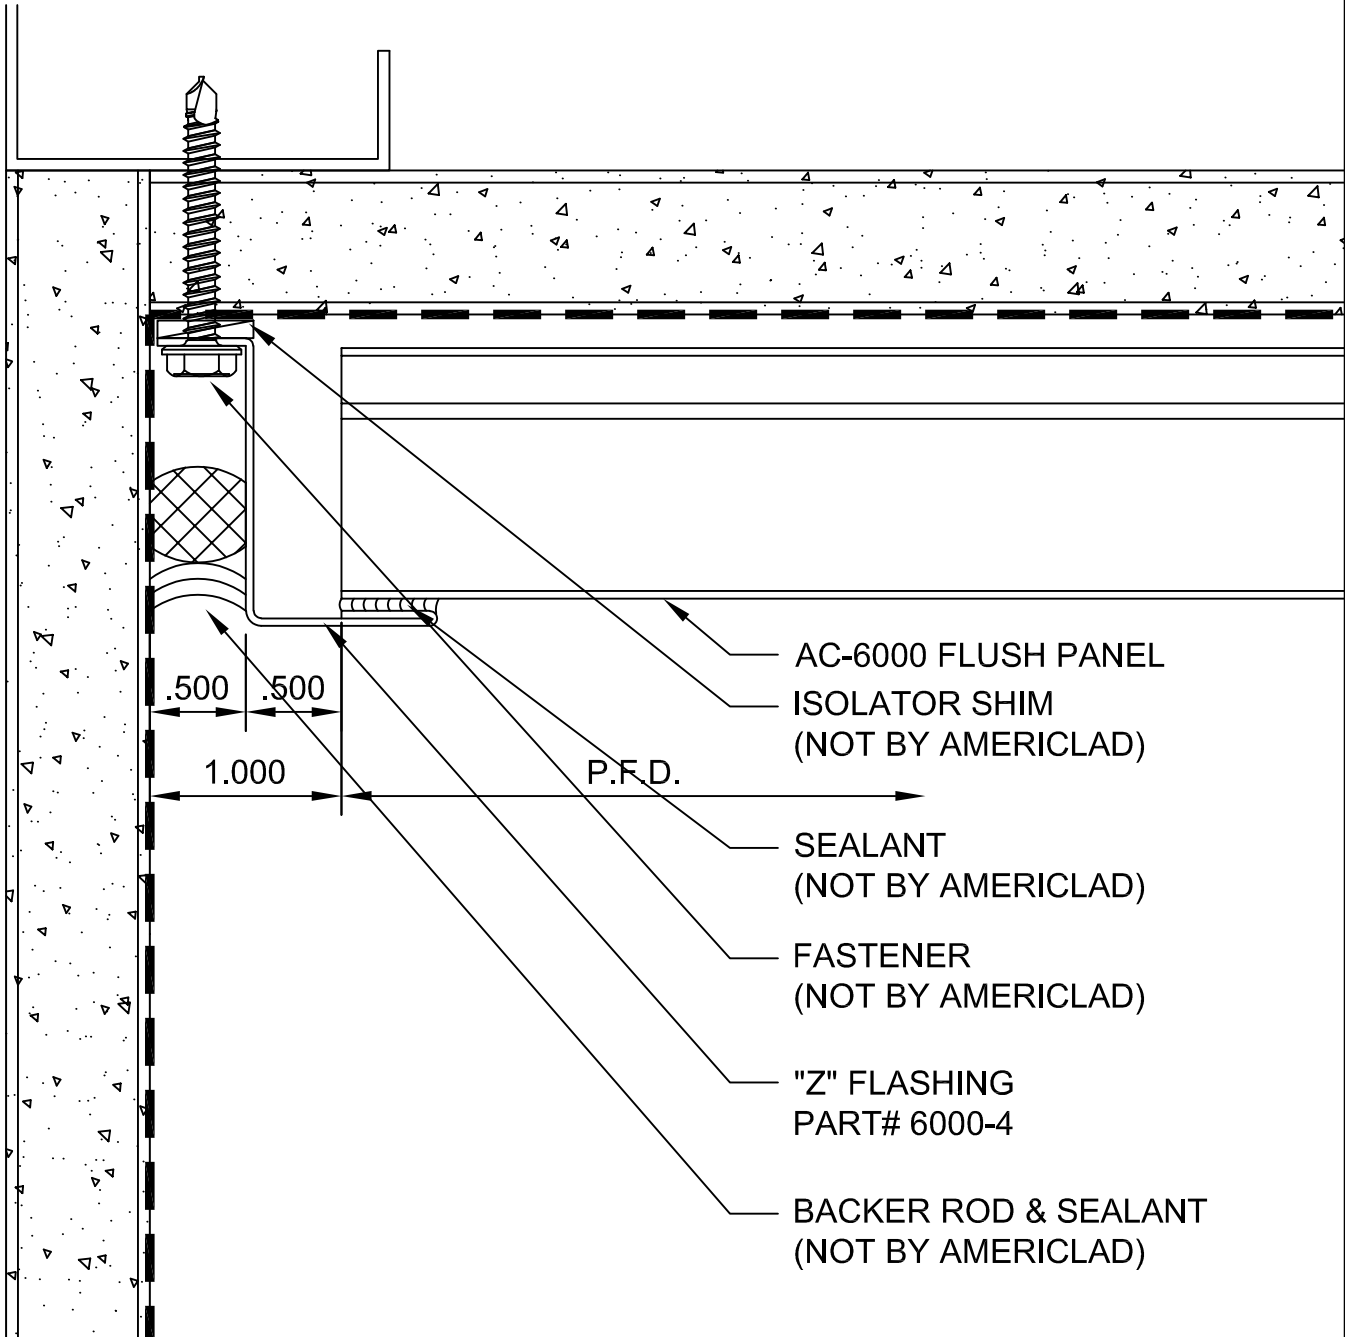 AC-6000 FLUSH PANEL
ISOLATOR SHIM
(NOT BY AMERICLAD)
.500 .500
1.000 P.F.D.
SEALANT
(NOT BY AMERICLAD)
FASTENER
(NOT BY AMERICLAD)
"Z" FLASHING
PART# 6000-4
BACKER ROD & SEALANT
(NOT BY AMERICLAD)